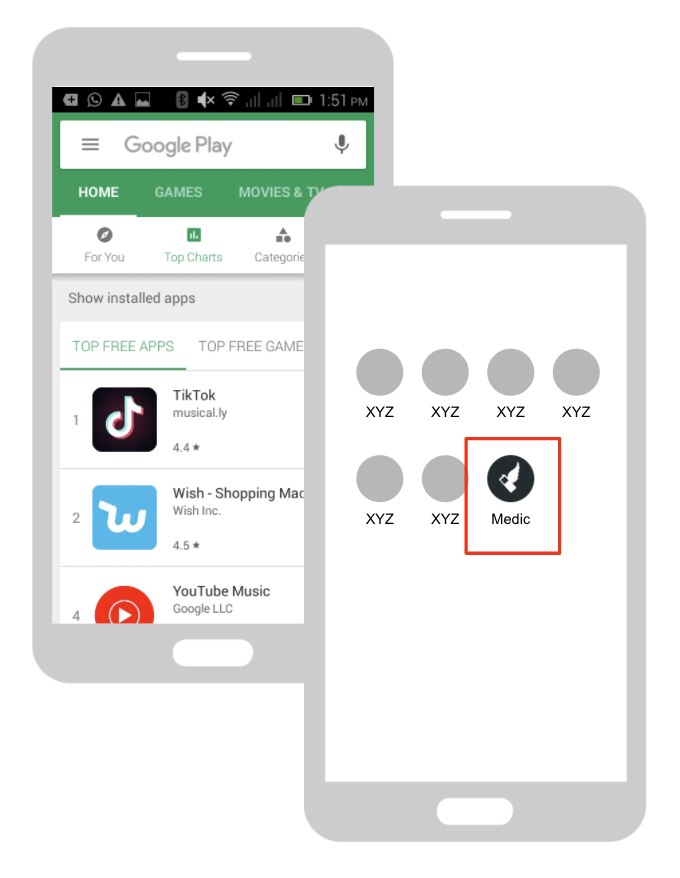 1:51 PM
Google Play
HOME GAMES MOVIES & TV
For You Top Charts Categorie
Show installed apps
TOP FREE APPS TOP FREE GAME
1
TikTok
musical.ly
4.4★
2
Wish - Shopping Mad
Wish Inc.
4.5★
4
YouTube Music
Google LLC
XYZ XYZ XYZ XYZ
XYZ XYZ Medic